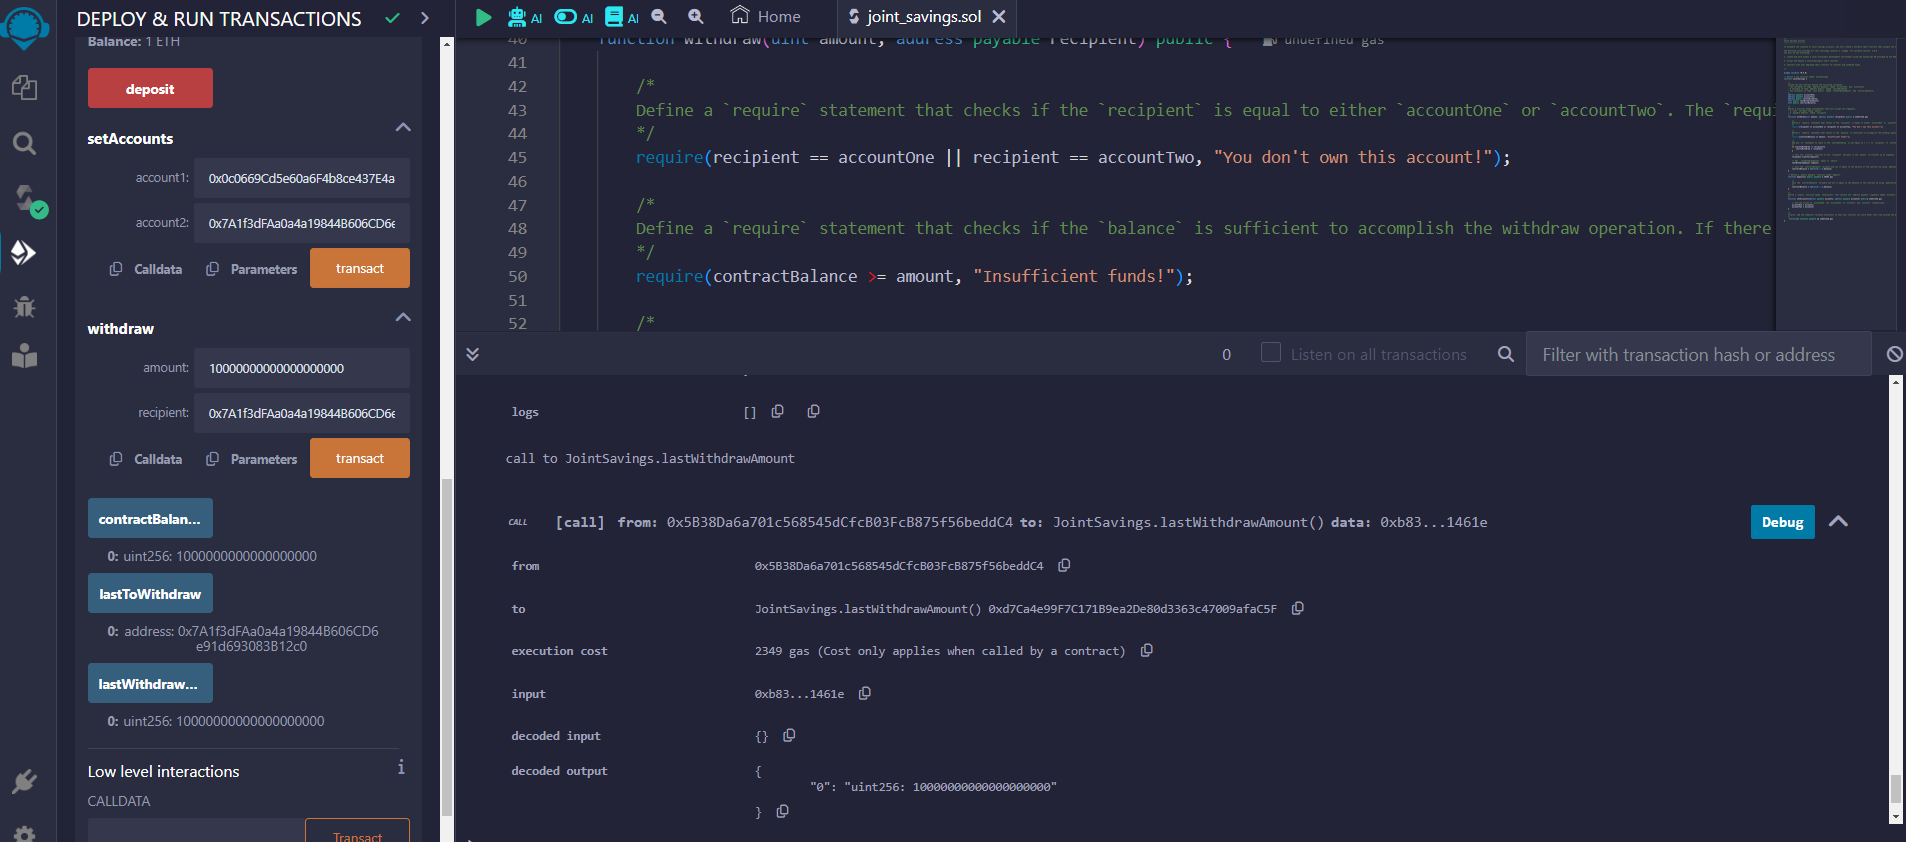 DEPLOY & RUN TRANSACTIONS
Balance: 1 ETH
deposit
setAccounts
account1: 0x0c0669Cd5e60a6F4b8ce437E4a
account2: 0x7A1f3dFAa0a4a19844B606CD6e
Calldata Parameters transact
withdraw
amount: 10000000000000000000
recipient: 0x7A1f3dFAa0a4a19844B606CD6e
Calldata Parameters transact
contractBalan...
0: uint256: 1000000000000000000
lastToWithdraw
0: address: 0x7A1f3dFAa0a4a19844B606CD6
e91d693083B12c0
lastWithdraw...
0: uint256: 10000000000000000000
Low level interactions
i
CALLDATA
Transact
AI AI AI Home joint_savings.sol
40 function withdraw(uint amount, address payable recipient) public { undefined gas
41
42 /*
43 Define a `require` statement that checks if the `recipient` is equal to either `accountOne` or `accountTwo`. The `requi
44 */
45 require(recipient == accountOne || recipient == accountTwo, "You don't own this account!");
46
47 /*
48 Define a `require` statement that checks if the `balance` is sufficient to accomplish the withdraw operation. If there
49 */
50 require(contractBalance >= amount, "Insufficient funds!");
51
52 /*
0 Listen on all transactions Filter with transaction hash or address
logs []
call to JointSavings.lastWithdrawAmount
CALL [call] from: 0x5B38Da6a701c568545dCfcB03FcB875f56beddC4 to: JointSavings.lastWithdrawAmount() data: 0xb83...1461e Debug
from 0x5B38Da6a701c568545dCfcB03FcB875f56beddC4
to JointSavings.lastWithdrawAmount() 0xd7Ca4e99F7C171B9ea2De80d3363c47009afaC5F
execution cost 2349 gas (Cost only applies when called by a contract)
input 0xb83...1461e
decoded input {}
decoded output {
"0": "uint256: 10000000000000000000"
}